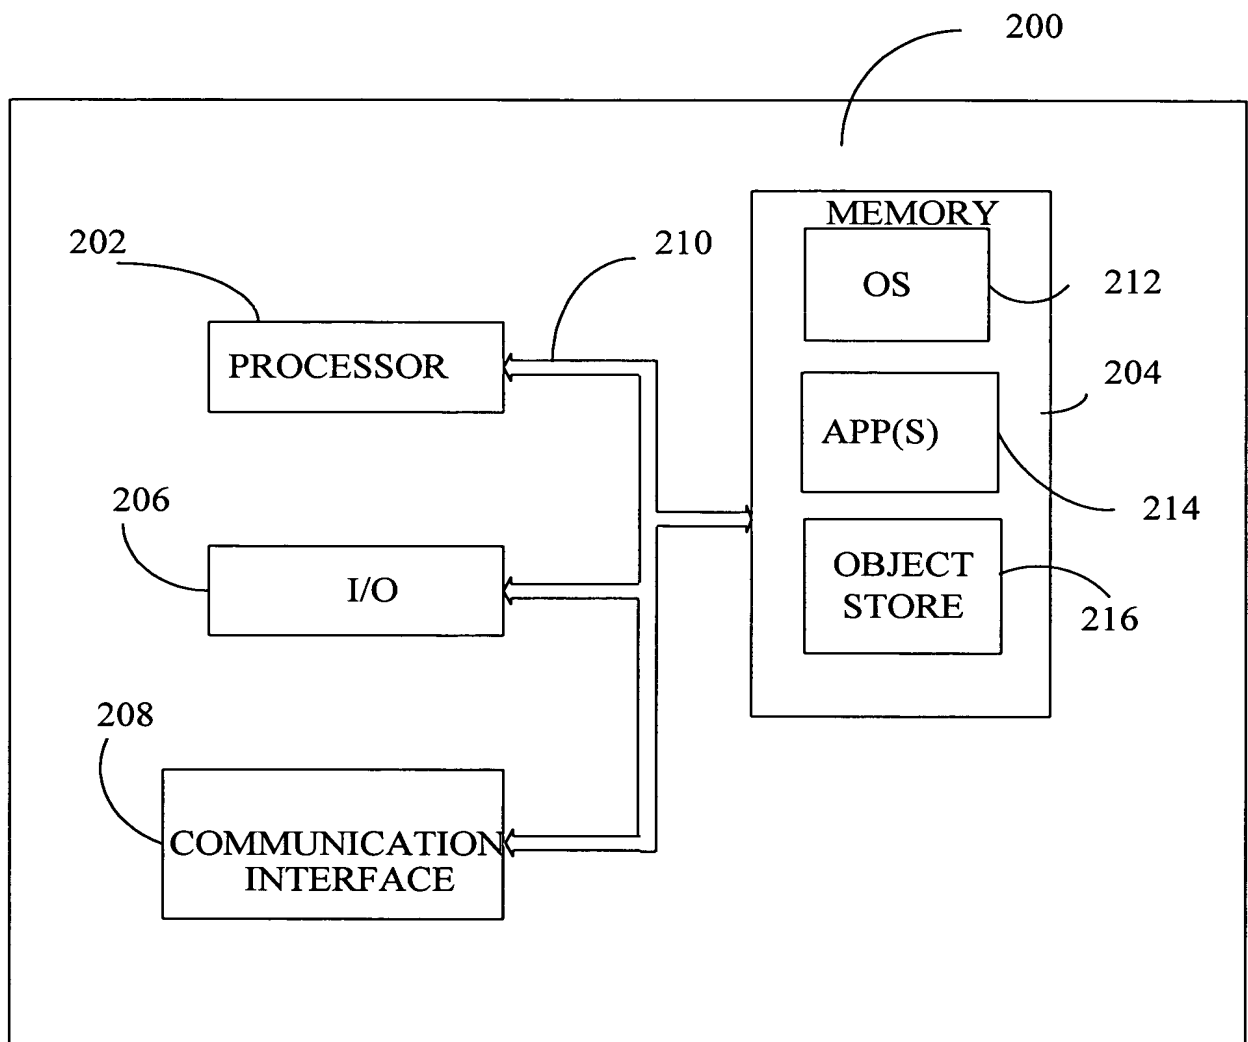 200
MEMORY
202
210
OS
212
PROCESSOR
204
APP(S)
206
214
I/O
OBJECT
STORE
216
208
COMMUNICATION
INTERFACE